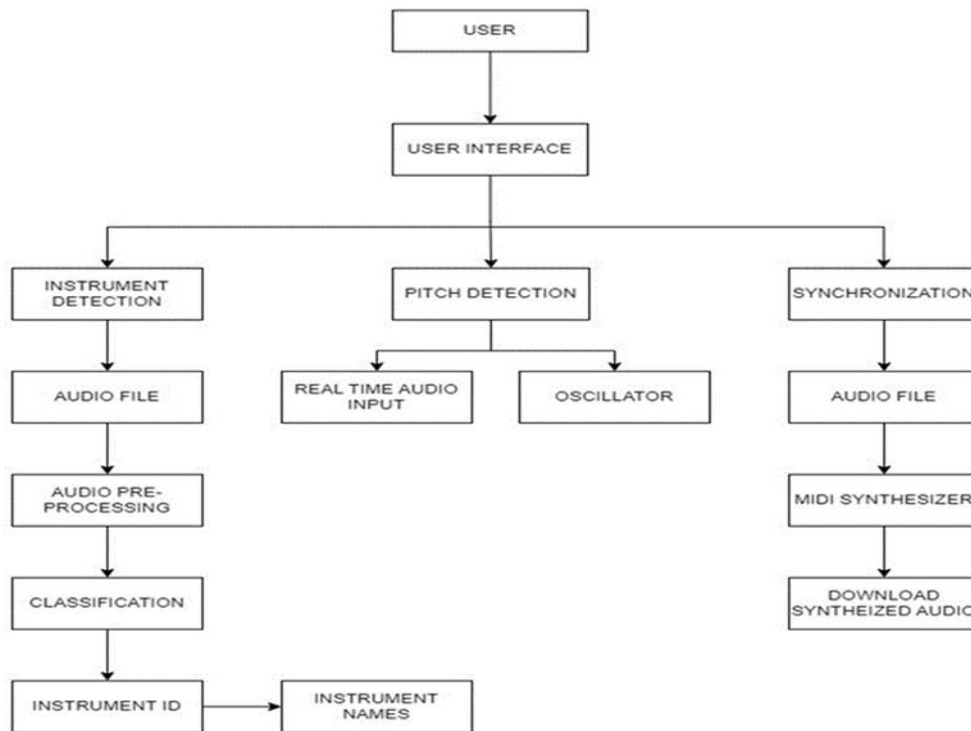 USER
USER INTERFACE
INSTRUMENT
DETECTION
PITCH DETECTION
SYNCHRONIZATION
AUDIO FILE
REAL TIME AUDIO
INPUT
OSCILLATOR
AUDIO FILE
AUDIO PRE-
PROCESSING
MIDI SYNTHESIZER
CLASSIFICATION
DOWNLOAD
SYNTHEIZED AUDIO
INSTRUMENT ID
INSTRUMENT
NAMES